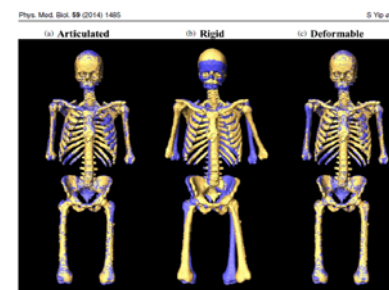 Phys. Med. Biol. 59 (2014) 1485
S Yip
(a) Articulated
(b) Rigid
(c) Deformable